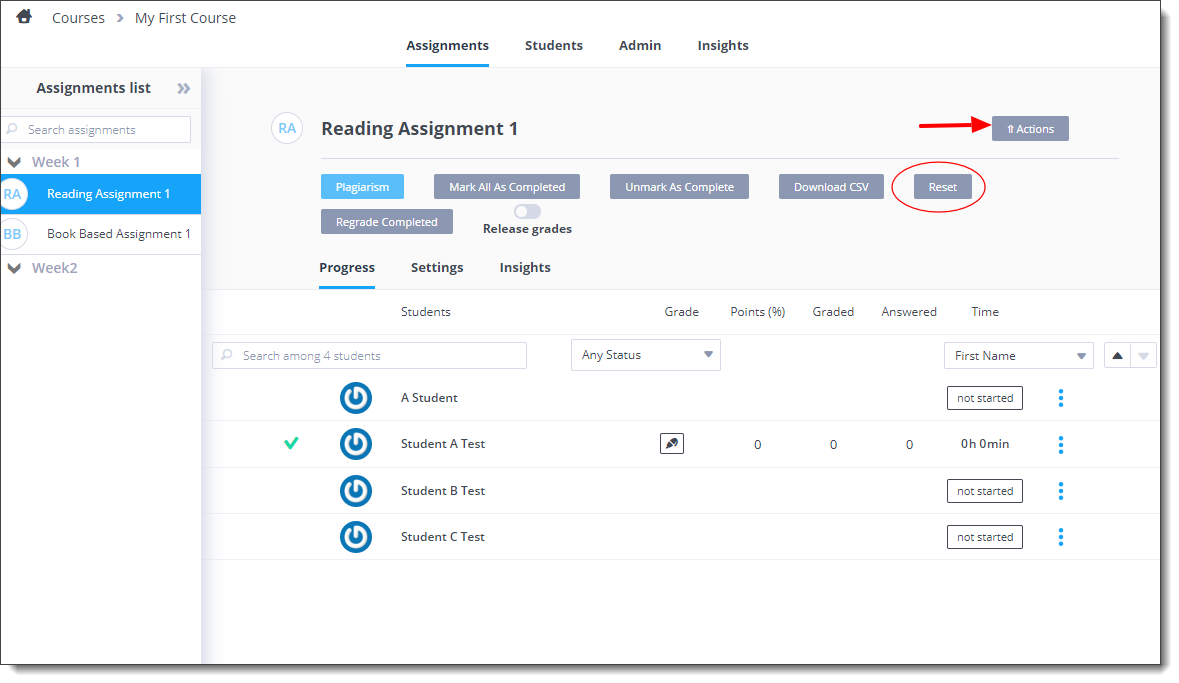 Courses > My First Course
Assignments Students Admin Insights
Assignments list »
Search assignments
Week 1
RA Reading Assignment 1
BB Book Based Assignment 1
Week2
RA Reading Assignment 1
⇑ Actions
Plagiarism Mark All As Completed Unmark As Complete Download CSV Reset
Regrade Completed
Release grades
Progress Settings Insights
Students Grade Points (%) Graded Answered Time
Search among 4 students Any Status First Name
A Student not started
Student A Test 0 0 0 0h 0min
Student B Test not started
Student C Test not started